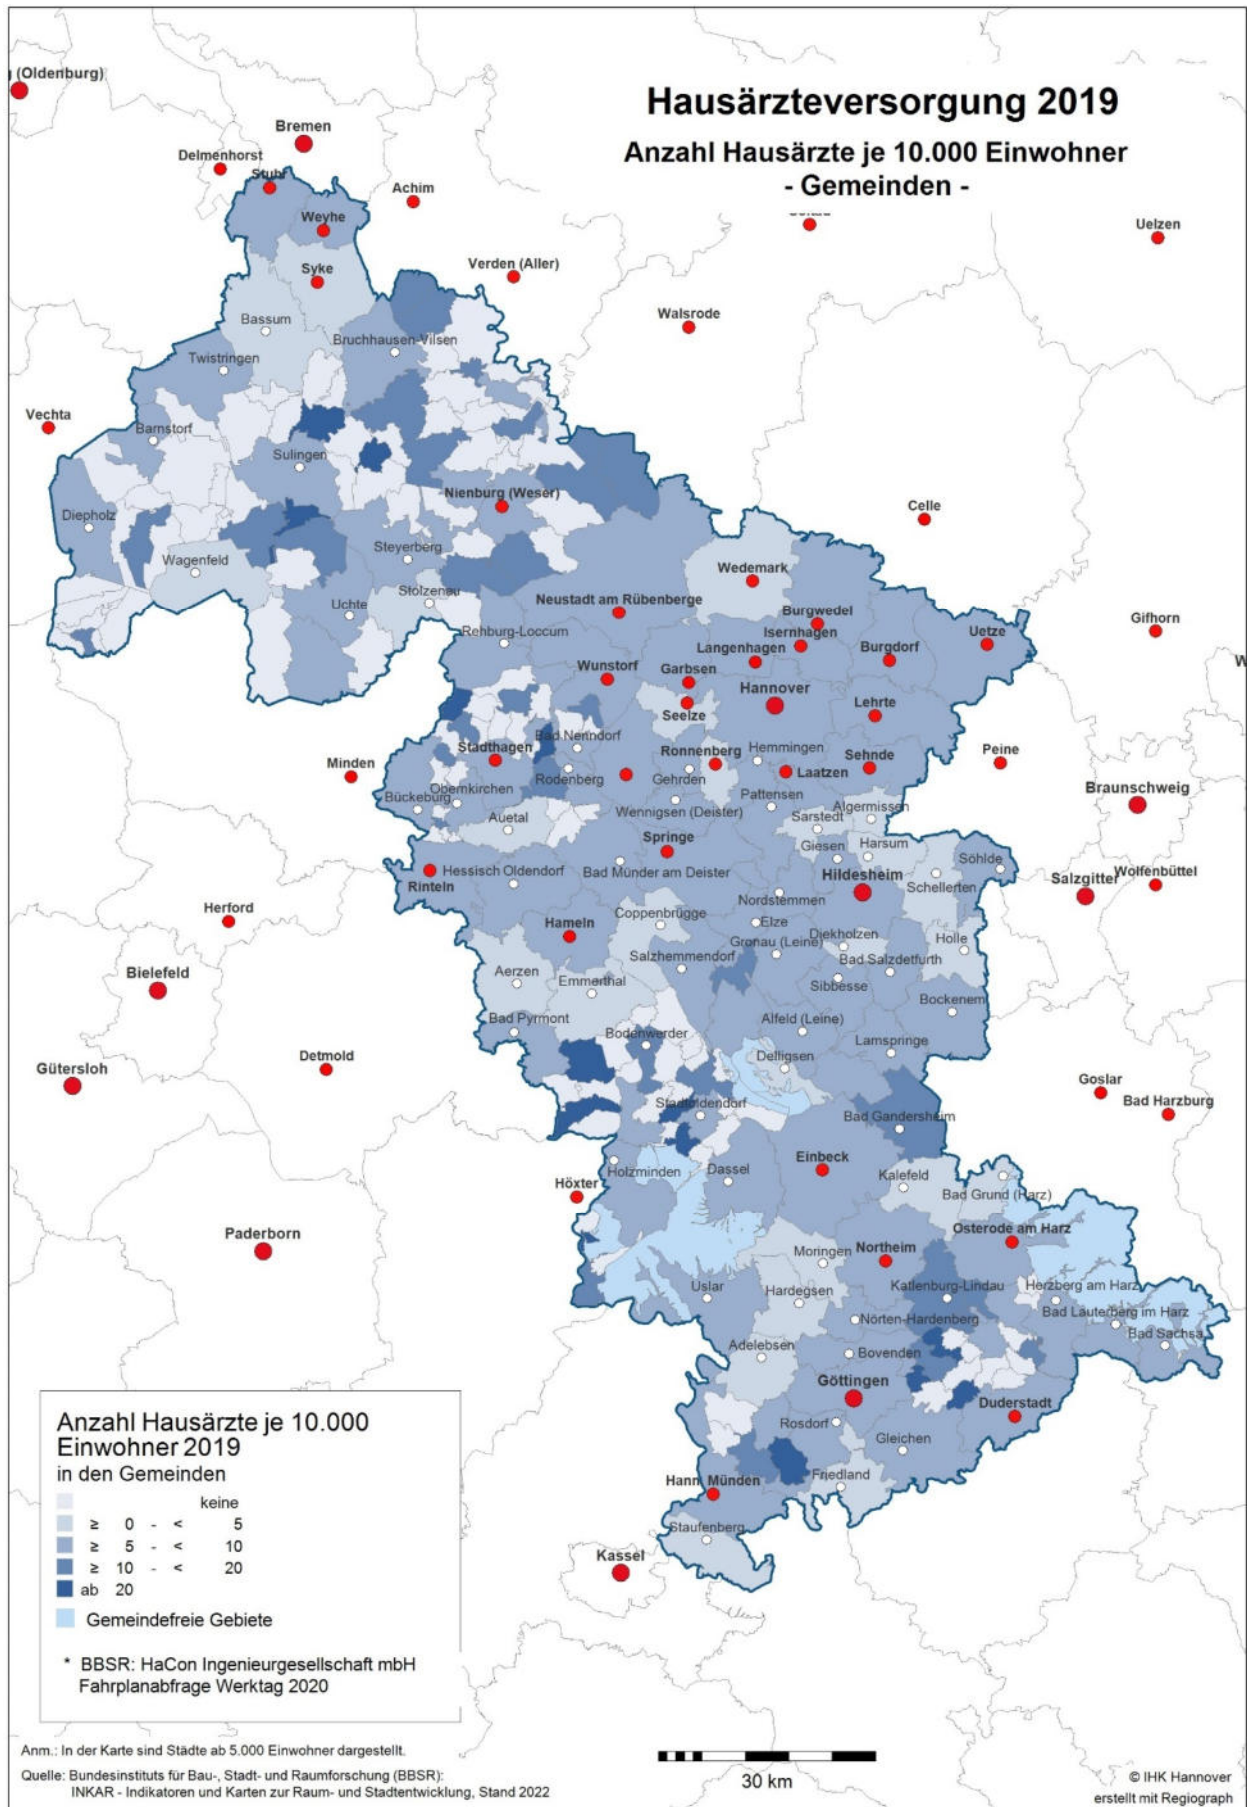 Hausärzteversorgung 2019
Anzahl Hausärzte je 10.000 Einwohner
- Gemeinden -
(Oldenburg)
Bremen
Delmenhorst
Stuhr
Achim
Weyhe
Uelzen
Syke
Verden (Aller)
Walsrode
Bassum
Bruchhausen-Vilsen
Twistringen
Vechta
Barnstorf
Sulingen
Nienburg (Weser)
Celle
Diepholz
Steyerberg
Wagenfeld
Wedemark
Stolzenau
Uchte
Neustadt am Rübenberge
Burgwedel
Gifhorn
Rehburg-Loccum
Isernhagen
Uetze
Langenhagen
Burgdorf
Wunstorf
Garbsen
Hannover
Seelze
Lehrte
Bad Nenndorf
Stadthagen
Ronnenberg
Hemmingen
Sehnde
Peine
Minden
Rodenberg
Gehrden
Laatzen
Braunschweig
Obernkirchen
Bückeburg
Wennigsen (Deister)
Pattensen
Algermissen
Auetal
Sarstedt
Springe
Giesen
Harsum
Söhlde
Hessisch Oldendorf
Bad Münder am Deister
Rinteln
Hildesheim
Schellerten
Salzgitter
Wolfenbüttel
Nordstemmen
Herford
Coppenbrügge
Elze
Hameln
Gronau (Leine)
Diekholzen
Holle
Salzhemmendorf
Bad Salzdetfurth
Bielefeld
Aerzen
Emmerthal
Sibbesse
Bockenem
Bad Pyrmont
Bodenwerder
Alfeld (Leine)
Lamspringe
Detmold
Delligsen
Gütersloh
Goslar
Bad Harzburg
Stadtoldendorf
Bad Gandersheim
Einbeck
Holzminden
Dassel
Kalefeld
Höxter
Bad Grund (Harz)
Paderborn
Osterode am Harz
Moringen
Northeim
Uslar
Hardegsen
Katlenburg-Lindau
Herzberg am Harz
Bad Lauterberg im Harz
Nörten-Hardenberg
Bad Sachsa
Adelebsen
Bovenden
Göttingen
Duderstadt
Rosdorf
Gleichen
Hann. Münden
Friedland
Staufenberg
Kassel
Anzahl Hausärzte je 10.000
Einwohner 2019
in den Gemeinden
keine
≥ 0 - < 5
≥ 5 - < 10
≥ 10 - < 20
ab 20
Gemeindefreie Gebiete
* BBSR: HaCon Ingenieurgesellschaft mbH
Fahrplanabfrage Werktag 2020
Anm.: In der Karte sind Städte ab 5.000 Einwohner dargestellt.
Quelle: Bundesinstituts für Bau-, Stadt- und Raumforschung (BBSR):
INKAR - Indikatoren und Karten zur Raum- und Stadtentwicklung, Stand 2022
30 km
© IHK Hannover
erstellt mit Regiograph